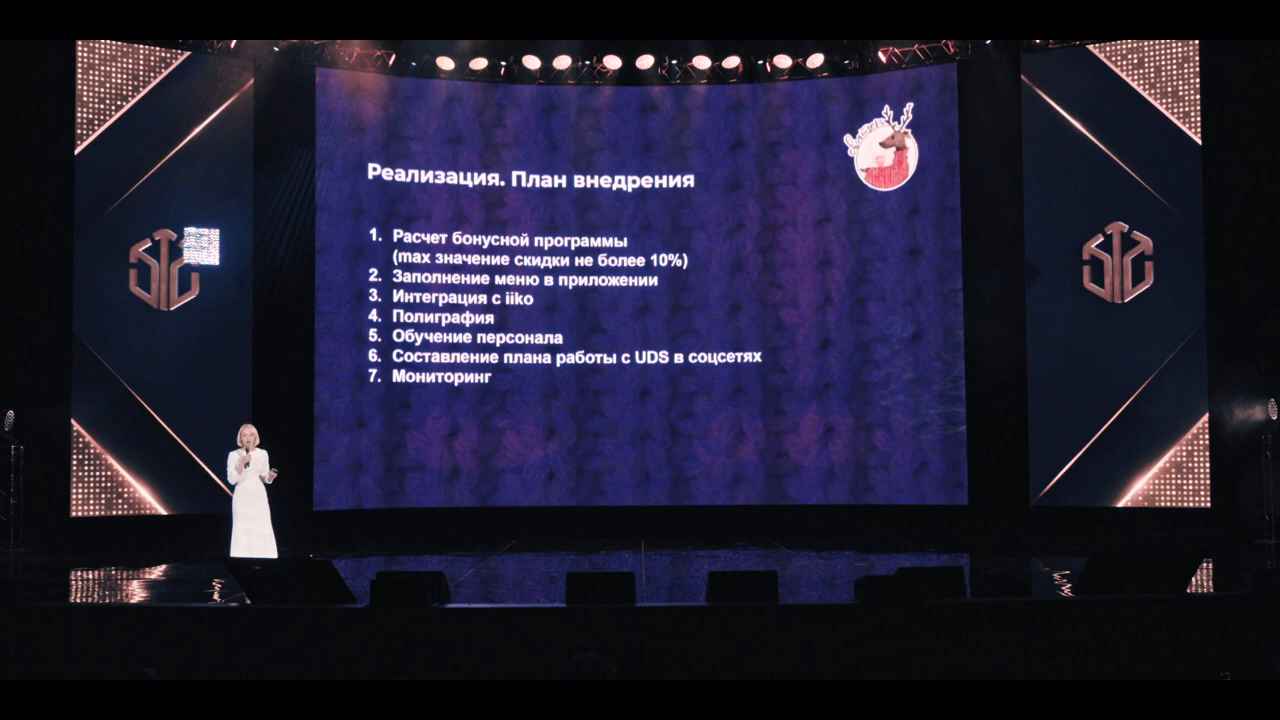 Реализация. План внедрения
1. Расчет бонусной программы
(max значение скидки не более 10%)
2. Заполнение меню в приложении
3. Интеграция с iiko
4. Полиграфия
5. Обучение персонала
6. Составление плана работы с UDS в соцсетях
7. Мониторинг